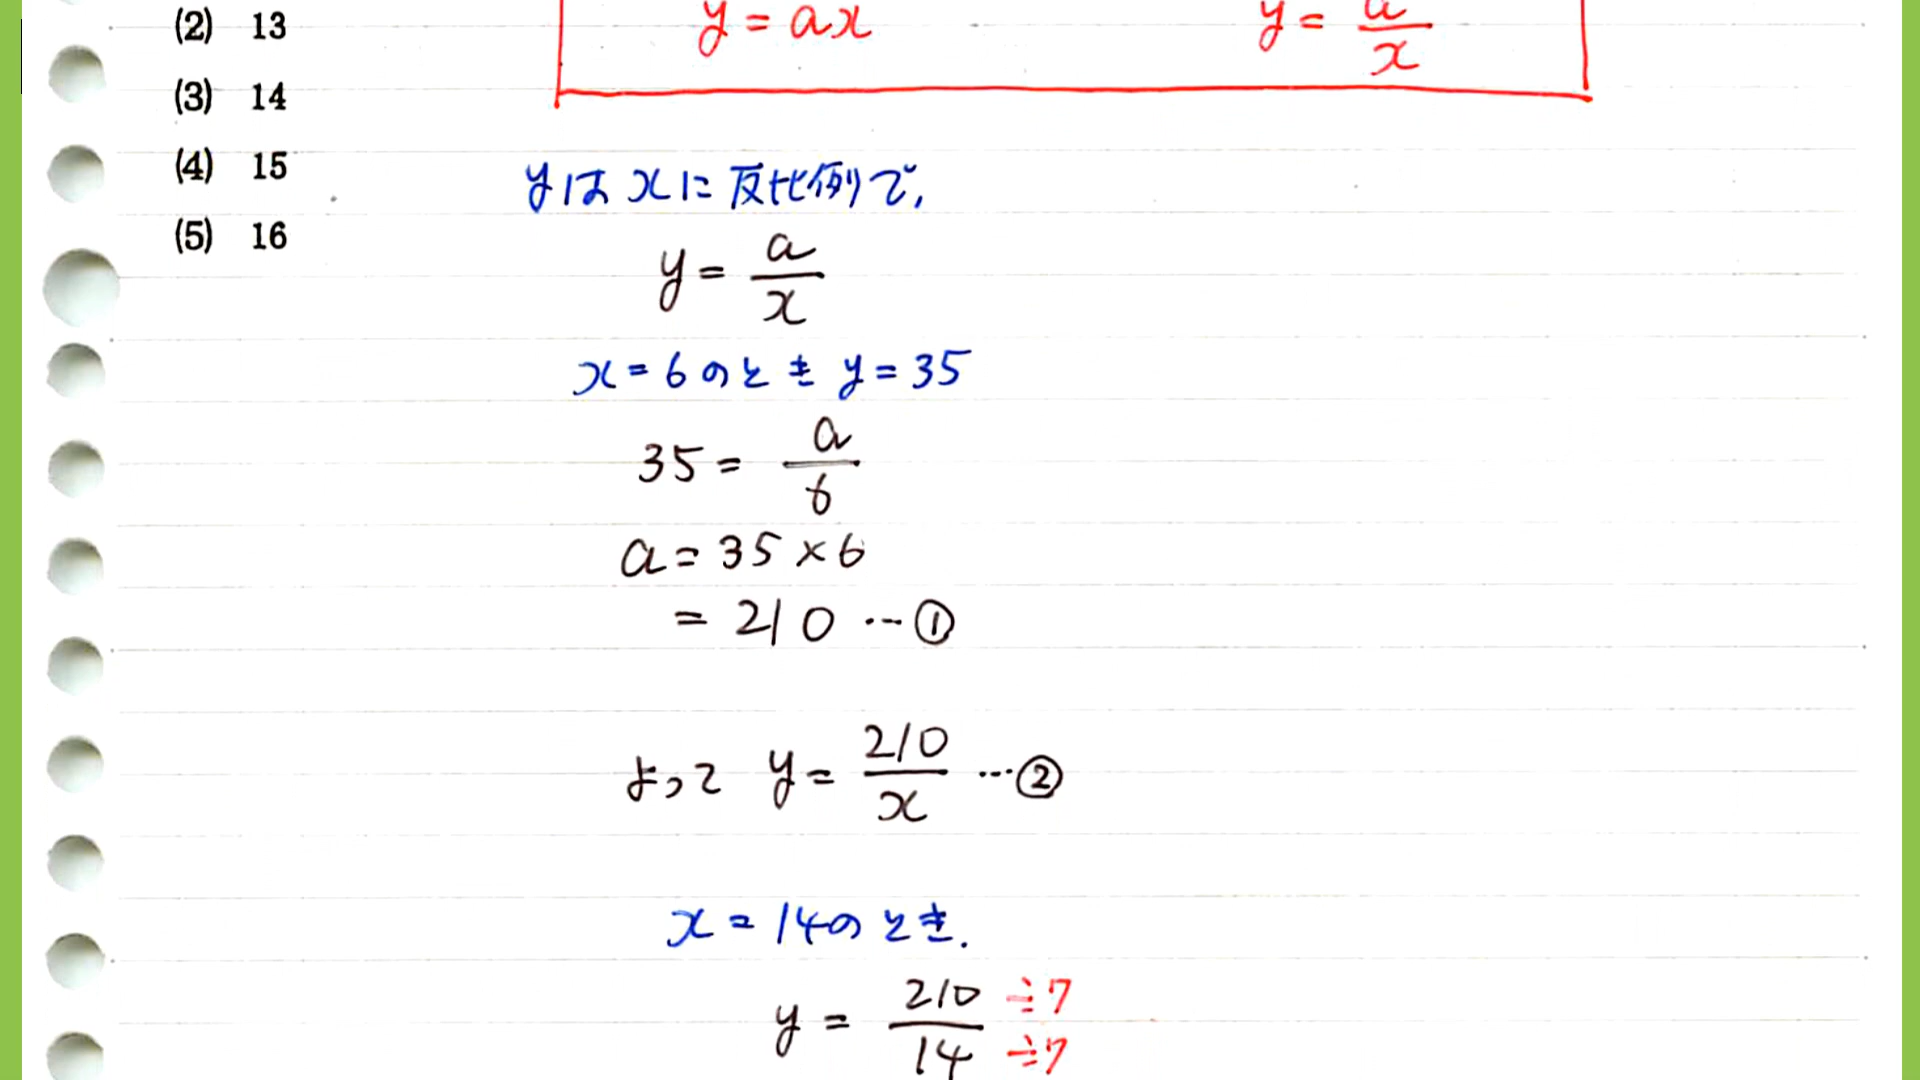 (2) 13
y = ax
y = a/x
(3) 14
(4) 15
(5) 16
yはxに反比例で,
y = a/x
x = 6のとき y = 35
35 = a/6
a = 35 × 6
= 210 … ①
よって y = 210/x … ②
x = 14のとき.
y = 210/14 ÷7 ÷7